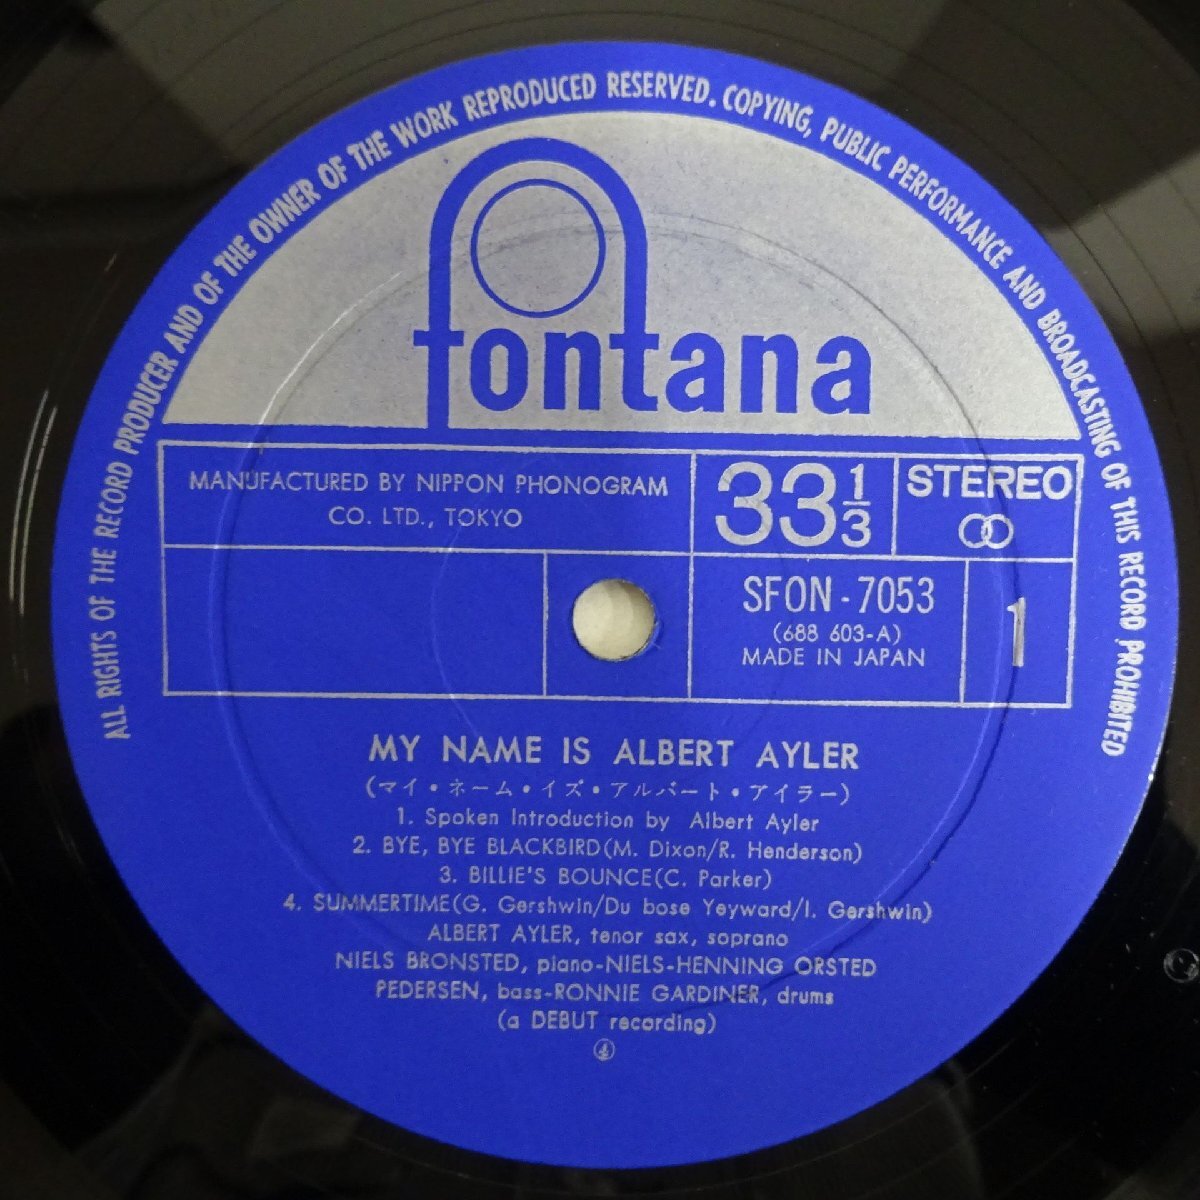 ALL RIGHTS OF THE RECORD PRODUCER AND OF THE OWNER OF THE WORK REPRODUCED RESERVED. COPYING, PUBLIC PERFORMANCE AND BROADCASTING OF THIS RECORD PROHIBITED
fontana
MANUFACTURED BY NIPPON PHONOGRAM
CO. LTD., TOKYO
33 1/3
STEREO
SFON-7053
(688 603-A)
MADE IN JAPAN
1
MY NAME IS ALBERT AYLER
(マイ・ネーム・イズ・アルバート・アイラー)
1. Spoken Introduction by Albert Ayler
2. BYE, BYE BLACKBIRD(M. Dixon/R. Henderson)
3. BILLIE'S BOUNCE(C. Parker)
4. SUMMERTIME(G. Gershwin/Du bose Yeyward/I. Gershwin)
ALBERT AYLER, tenor sax, soprano
NIELS BRONSTED, piano-NIELS-HENNING ORSTED
PEDERSEN, bass-RONNIE GARDINER, drums
(a DEBUT recording)
④